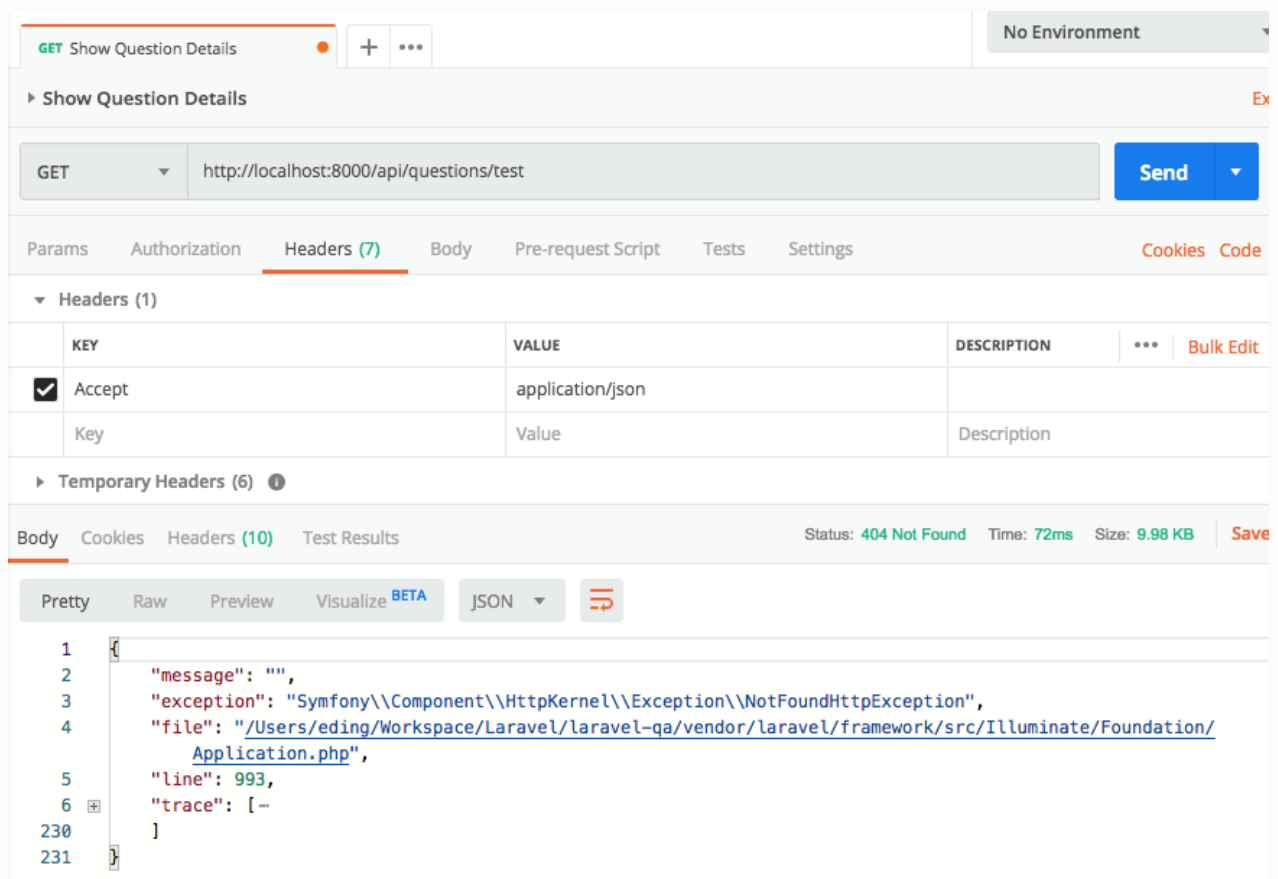 GET Show Question Details
No Environment
Show Question Details
Ex
GET http://localhost:8000/api/questions/test Send
Params Authorization Headers (7) Body Pre-request Script Tests Settings Cookies Code
Headers (1)
KEY VALUE DESCRIPTION Bulk Edit
Accept application/json
Key Value Description
Temporary Headers (6)
Body Cookies Headers (10) Test Results Status: 404 Not Found Time: 72ms Size: 9.98 KB Save
Pretty Raw Preview Visualize BETA JSON
1 {
2 "message": "",
3 "exception": "Symfony\\Component\\HttpKernel\\Exception\\NotFoundHttpException",
4 "file": "/Users/eding/Workspace/Laravel/laravel-qa/vendor/laravel/framework/src/Illuminate/Foundation/
Application.php",
5 "line": 993,
6 "trace": [⋯
230 ]
231 }